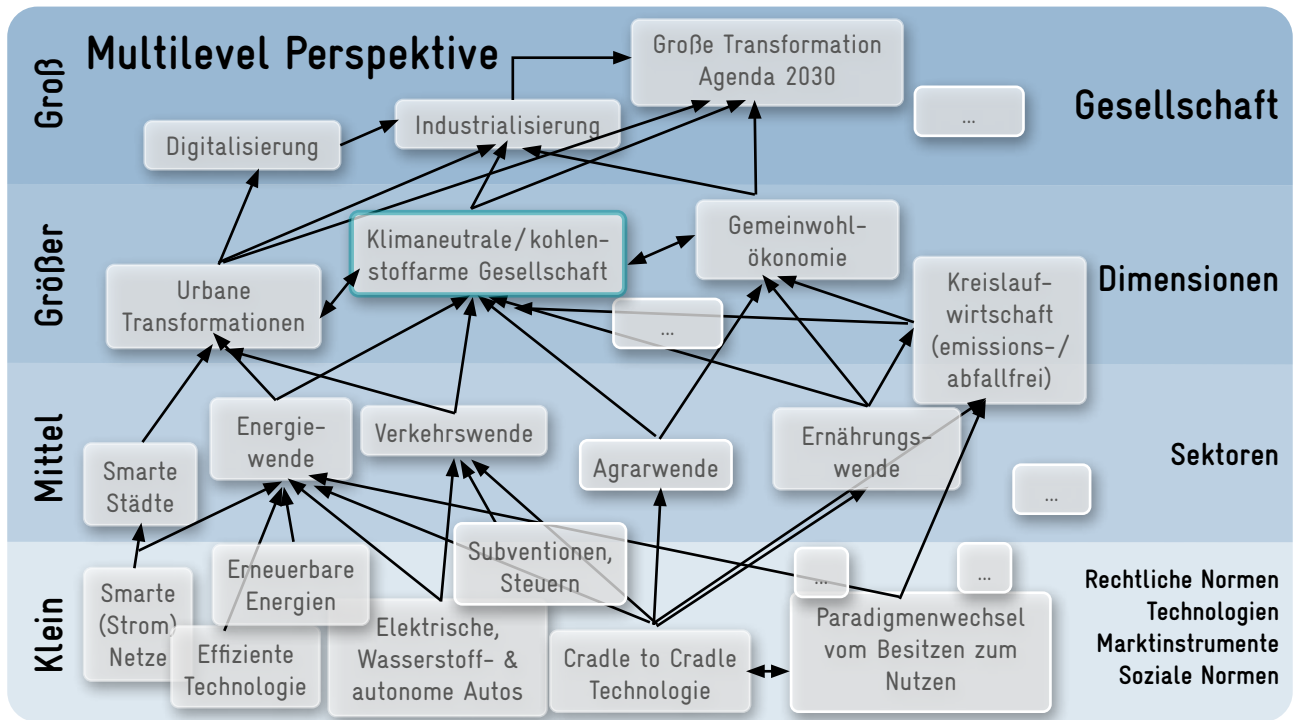 Multilevel Perspektive
Groß
Große Transformation
Agenda 2030
...
Gesellschaft
Industrialisierung
Digitalisierung
Größer
Klimaneutrale/kohlen-
stoffarme Gesellschaft
Gemeinwohl-
ökonomie
Urbane
Transformationen
...
Kreislauf-
wirtschaft
(emissions-/
abfallfrei)
Dimensionen
Mittel
Smarte
Städte
Energie-
wende
Verkehrswende
Agrarwende
Ernährungs-
wende
...
Sektoren
Klein
Smarte
(Strom)
Netze
Erneuerbare
Energien
Effiziente
Technologie
Subventionen,
Steuern
Elektrische,
Wasserstoff- &
autonome Autos
Cradle to Cradle
Technologie
...
...
Paradigmenwechsel
vom Besitzen zum
Nutzen
Rechtliche Normen
Technologien
Marktinstrumente
Soziale Normen